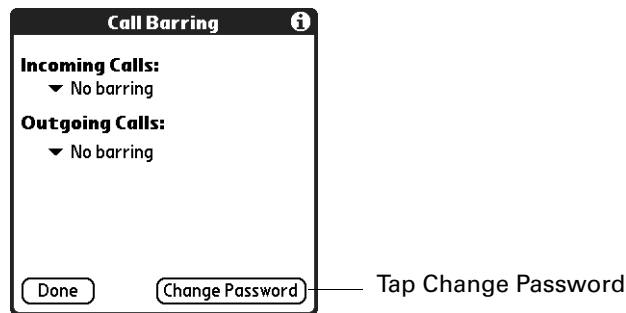 Call Barring
Incoming Calls:
No barring
Outgoing Calls:
No barring
Done
Change Password
Tap Change Password